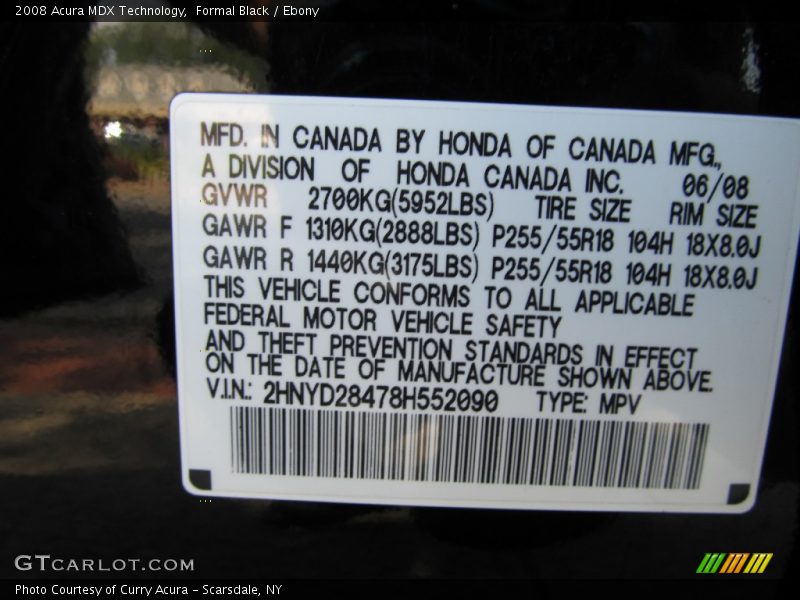 2008 Acura MDX Technology,  Formal Black / Ebony
MFD. IN CANADA BY HONDA OF CANADA MFG.,
A DIVISION OF HONDA CANADA INC. 06/08
GVWR 2700KG(5952LBS) TIRE SIZE RIM SIZE
GAWR F 1310KG(2888LBS) P255/55R18 104H 18X8.0J
GAWR R 1440KG(3175LBS) P255/55R18 104H 18X8.0J
THIS VEHICLE CONFORMS TO ALL APPLICABLE
FEDERAL MOTOR VEHICLE SAFETY
AND THEFT PREVENTION STANDARDS IN EFFECT
ON THE DATE OF MANUFACTURE SHOWN ABOVE.
V.I.N.: 2HNYD28478H552090 TYPE: MPV
GTCARLOT.COM
Photo Courtesy of Curry Acura - Scarsdale, NY